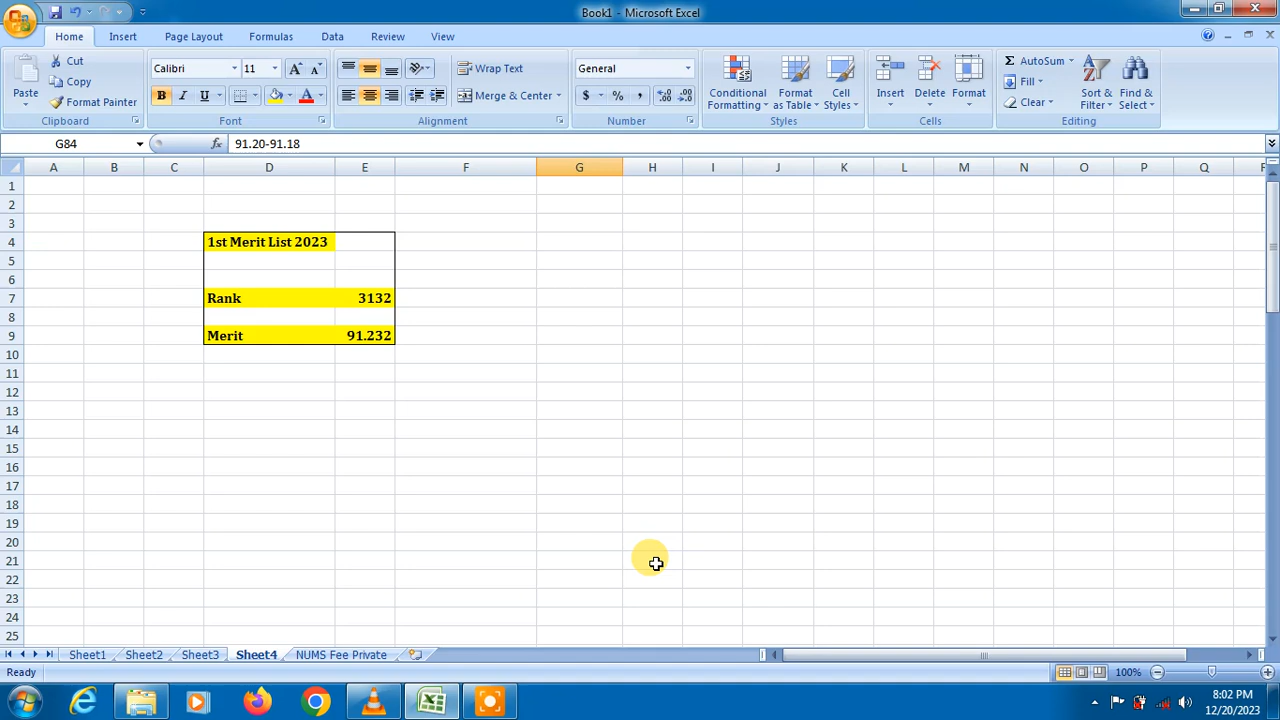 Book1 - Microsoft Excel
Home Insert Page Layout Formulas Data Review View
Cut
Copy
Format Painter
Paste
Clipboard
Calibri 11
B I U
Font
Wrap Text
Merge & Center
Alignment
General
$ % ,
Number
Conditional Formatting
Format as Table
Cell Styles
Styles
Insert
Delete
Format
Cells
Σ AutoSum
Fill
Clear
Sort & Filter
Find & Select
Editing
G84 fx 91.20-91.18
A B C D E F G H I J K L M N O P Q
1
2
3
4 1st Merit List 2023
5
6
7 Rank 3132
8
9 Merit 91.232
10
11
12
13
14
15
16
17
18
19
20
21
22
23
24
25
Sheet1 Sheet2 Sheet3 Sheet4 NUMS Fee Private
Ready 100%
8:02 PM
12/20/2023